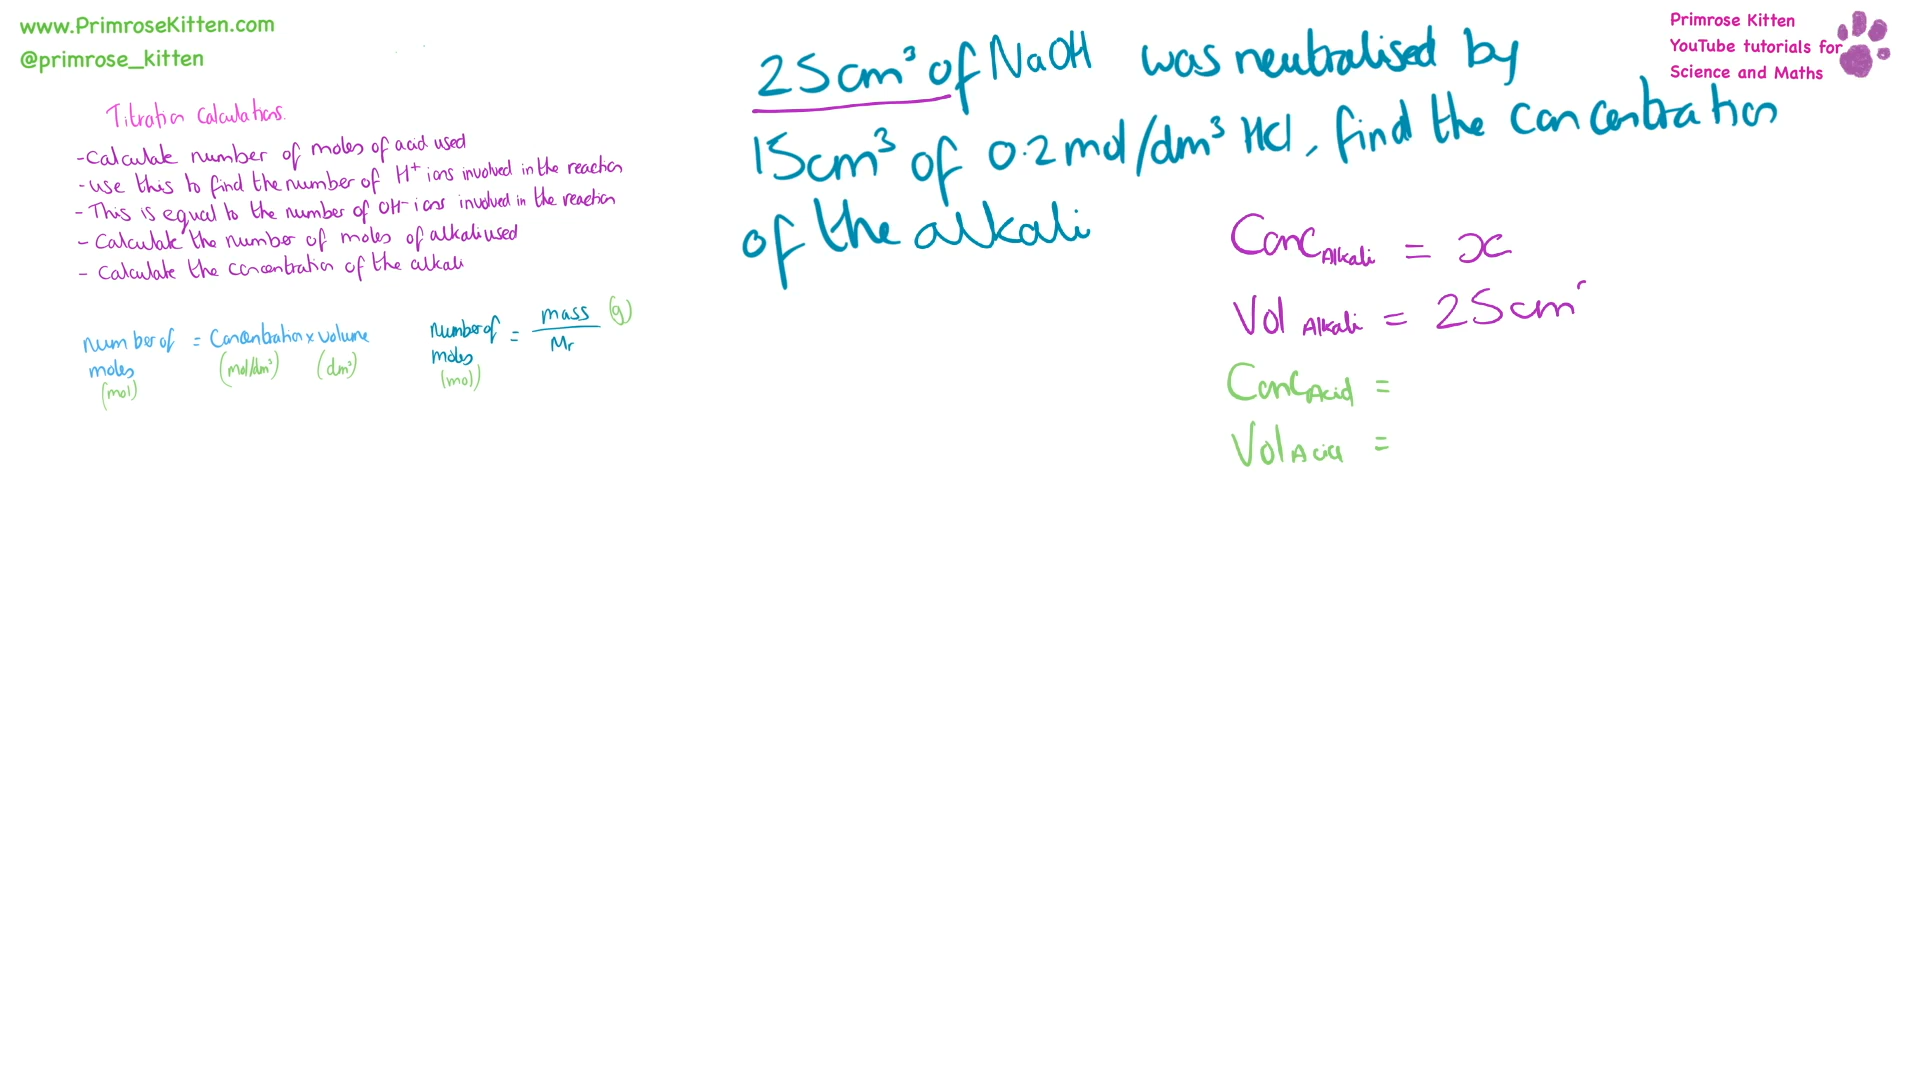 www.PrimroseKitten.com
@primrose_kitten
Titration Calculations.
- Calculate number of moles of acid used
- use this to find the number of H+ ions involved in the reaction
- This is equal to the number of OH- ions involved in the reaction
- Calculate the number of moles of alkali used
- Calculate the concentration of the alkali
number of moles (mol) = Concentration (mol/dm³) x volume (dm³)
Number of moles (mol) = mass (g) / Mr
25cm³ of NaOH was neutralised by
15cm³ of 0.2mol/dm³ HCl, find the concentration
of the alkali
Conc Alkali = x
Vol Alkali = 25cm
Conc Acid =
Vol Acid =
Primrose Kitten
YouTube tutorials for
Science and Maths